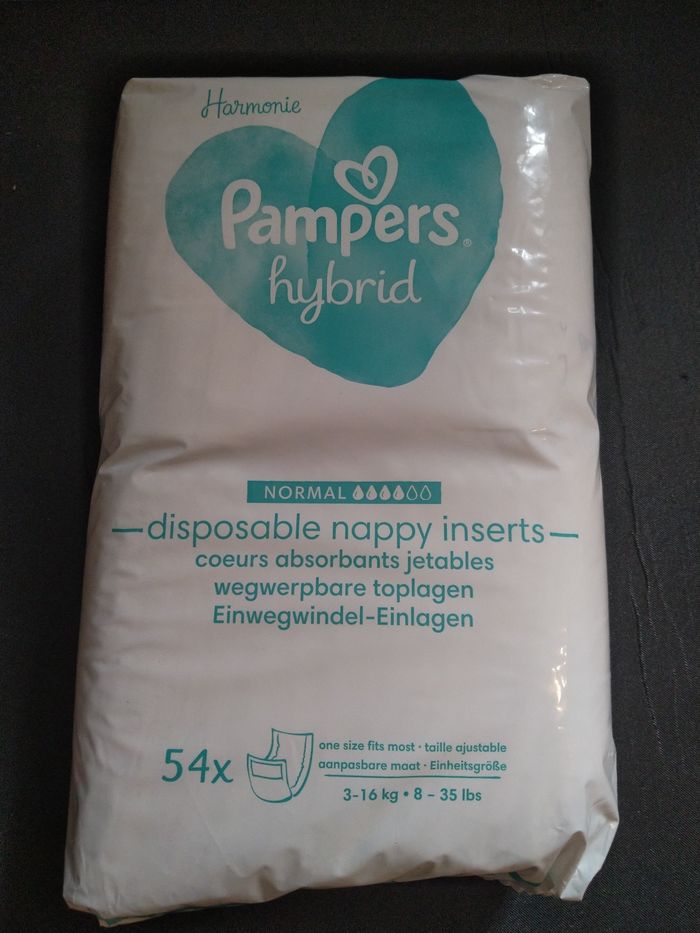 Harmonie
Pampers®
hybrid
NORMAL
disposable nappy inserts
coeurs absorbants jetables
wegwerpbare toplagen
Einwegwindel-Einlagen
54x
one size fits most · taille ajustable
aanpasbare maat · Einheitsgröße
3-16 kg • 8 – 35 lbs